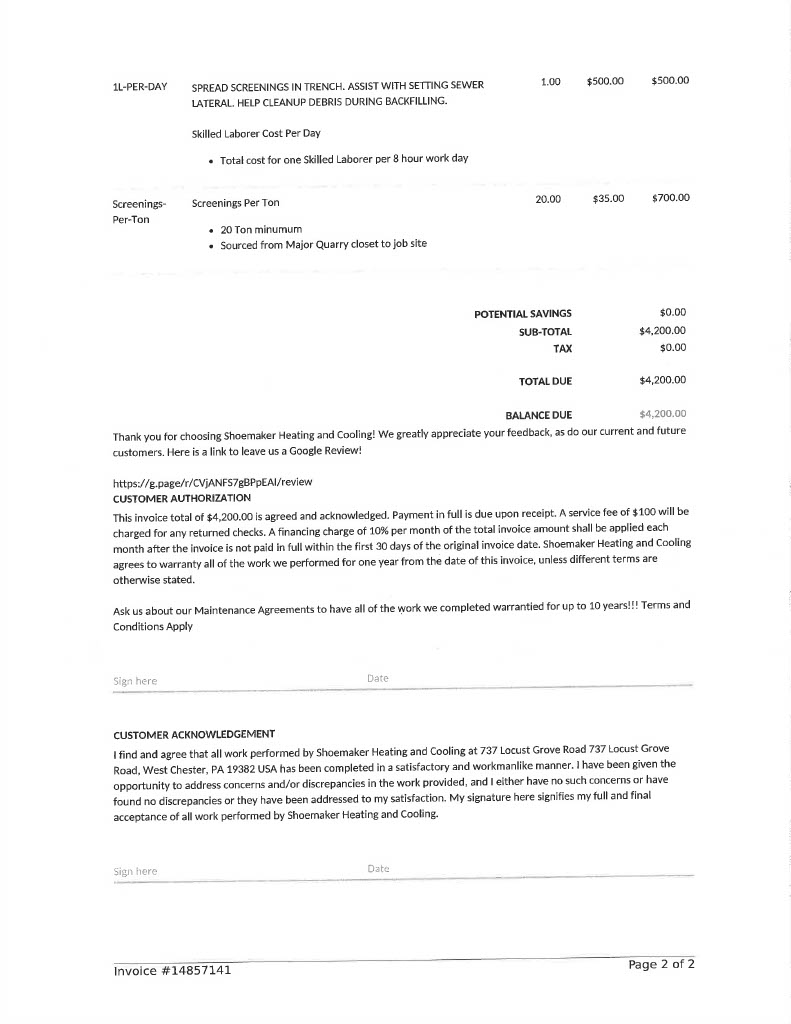 1L-PER-DAY SPREAD SCREENINGS IN TRENCH. ASSIST WITH SETTING SEWER 1.00 $500.00 $500.00
LATERAL. HELP CLEANUP DEBRIS DURING BACKFILLING.
Skilled Laborer Cost Per Day
• Total cost for one Skilled Laborer per 8 hour work day
Screenings- Screenings Per Ton 20.00 $35.00 $700.00
Per-Ton
• 20 Ton minumum
• Sourced from Major Quarry closet to job site
POTENTIAL SAVINGS $0.00
SUB-TOTAL $4,200.00
TAX $0.00
TOTAL DUE $4,200.00
BALANCE DUE $4,200.00
Thank you for choosing Shoemaker Heating and Cooling! We greatly appreciate your feedback, as do our current and future
customers. Here is a link to leave us a Google Review!
https://g.page/r/CVjANFS7gBPpEAI/review
CUSTOMER AUTHORIZATION
This invoice total of $4,200.00 is agreed and acknowledged. Payment in full is due upon receipt. A service fee of $100 will be
charged for any returned checks. A financing charge of 10% per month of the total invoice amount shall be applied each
month after the invoice is not paid in full within the first 30 days of the original invoice date. Shoemaker Heating and Cooling
agrees to warranty all of the work we performed for one year from the date of this invoice, unless different terms are
otherwise stated.
Ask us about our Maintenance Agreements to have all of the work we completed warrantied for up to 10 years!!! Terms and
Conditions Apply
Sign here Date
CUSTOMER ACKNOWLEDGEMENT
I find and agree that all work performed by Shoemaker Heating and Cooling at 737 Locust Grove Road 737 Locust Grove
Road, West Chester, PA 19382 USA has been completed in a satisfactory and workmanlike manner. I have been given the
opportunity to address concerns and/or discrepancies in the work provided, and I either have no such concerns or have
found no discrepancies or they have been addressed to my satisfaction. My signature here signifies my full and final
acceptance of all work performed by Shoemaker Heating and Cooling.
Sign here Date
Invoice #14857141 Page 2 of 2